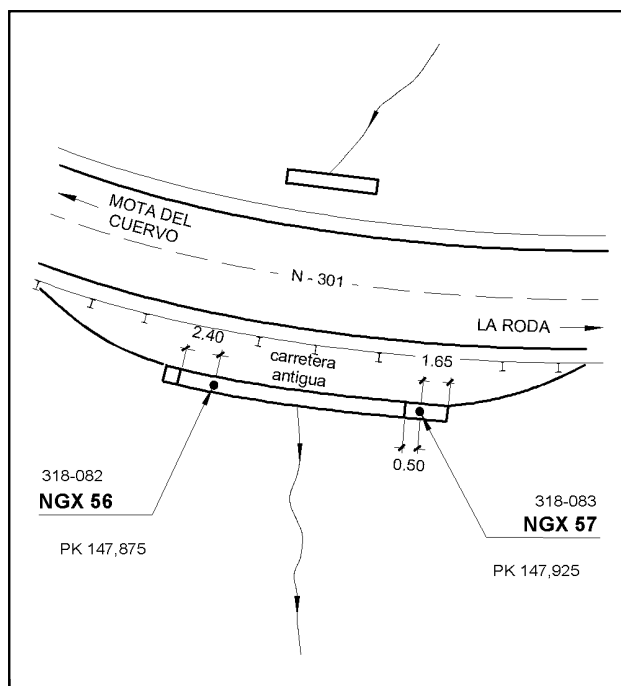 MOTA DEL
CUERVO
N - 301
LA RODA
2.40
carretera
antigua
1.65
0.50
318-082
NGX 56
PK 147,875
318-083
NGX 57
PK 147,925